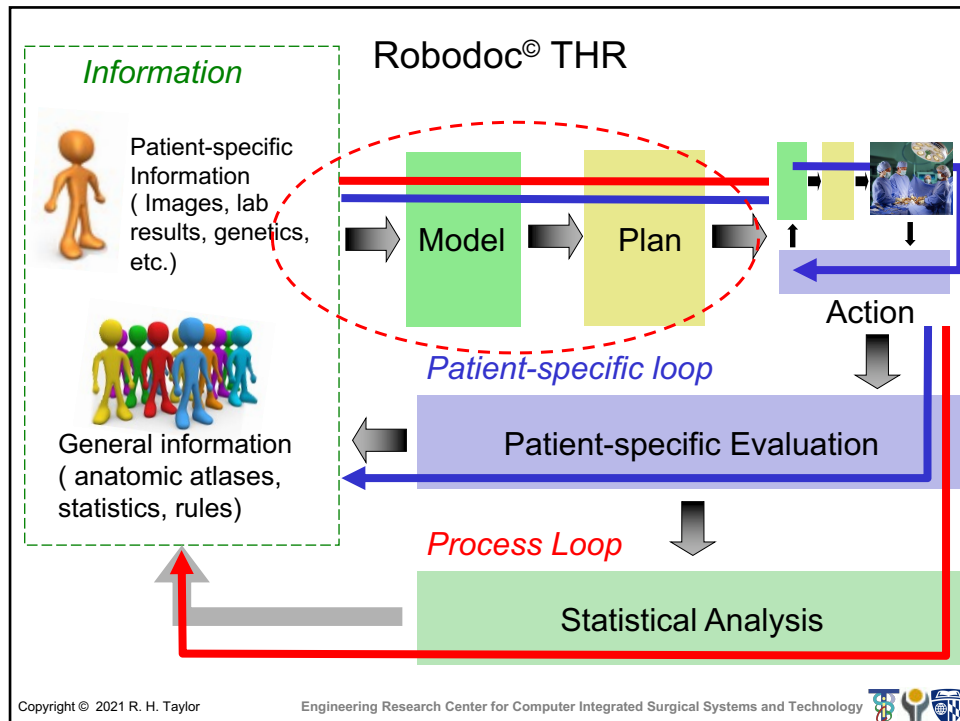 Robodoc© THR
Information
Patient-specific
Information
( Images, lab
results, genetics,
etc.)
Model
Plan
Action
Patient-specific loop
General information
( anatomic atlases,
statistics, rules)
Patient-specific Evaluation
Process Loop
Statistical Analysis
Copyright © 2021 R. H. Taylor
Engineering Research Center for Computer Integrated Surgical Systems and Technology